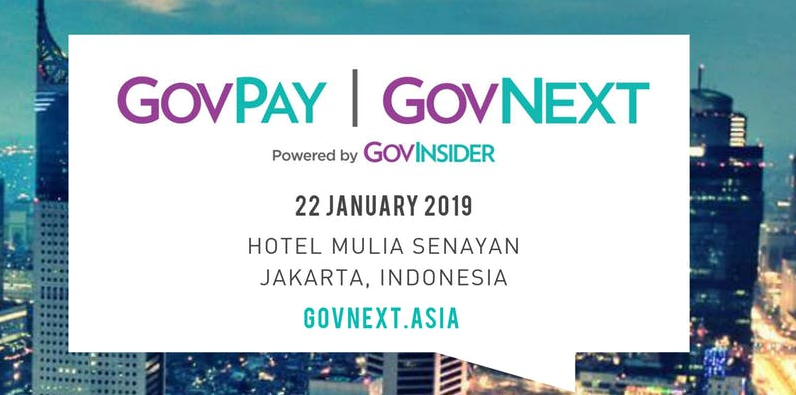 GOVPAY | GOVNEXT
Powered by GOVINSIDER
22 JANUARY 2019
HOTEL MULIA SENAYAN
JAKARTA, INDONESIA
GOVNEXT.ASIA